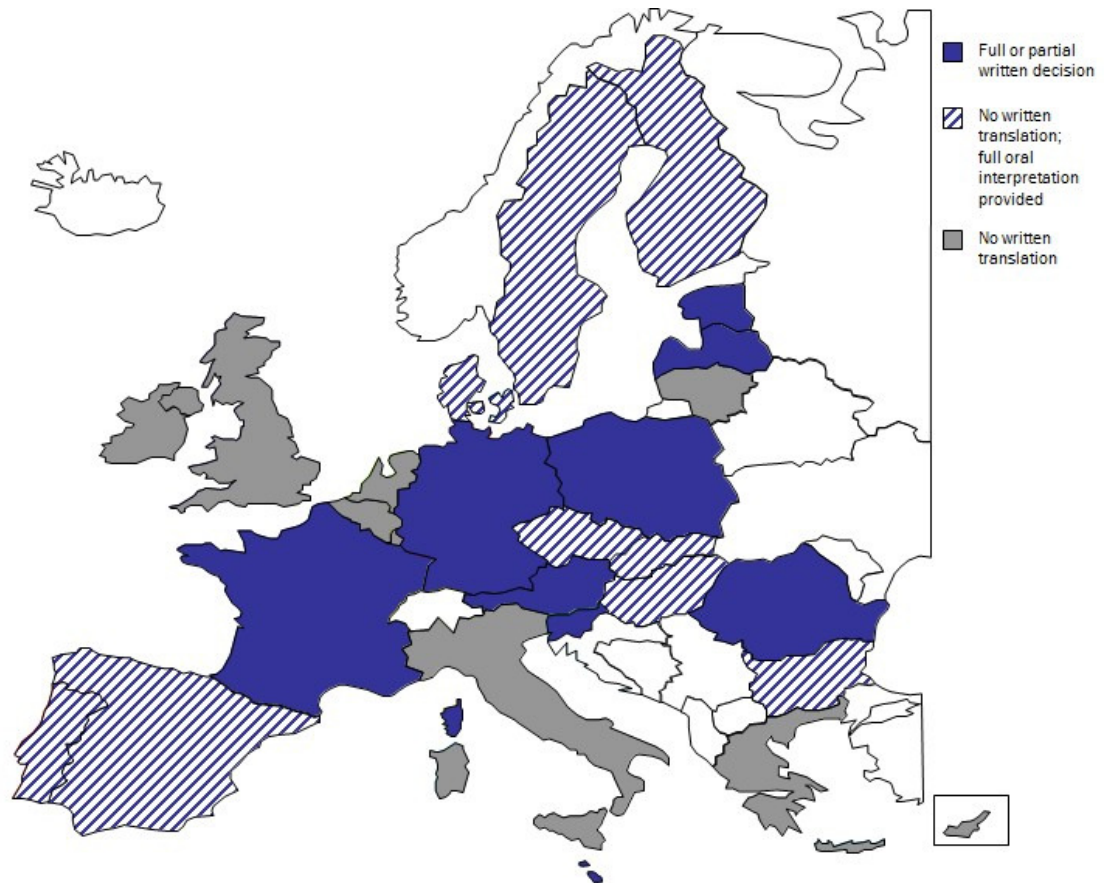 Full or partial
written decision
No written
translation;
full oral
interpretation
provided
No written
translation